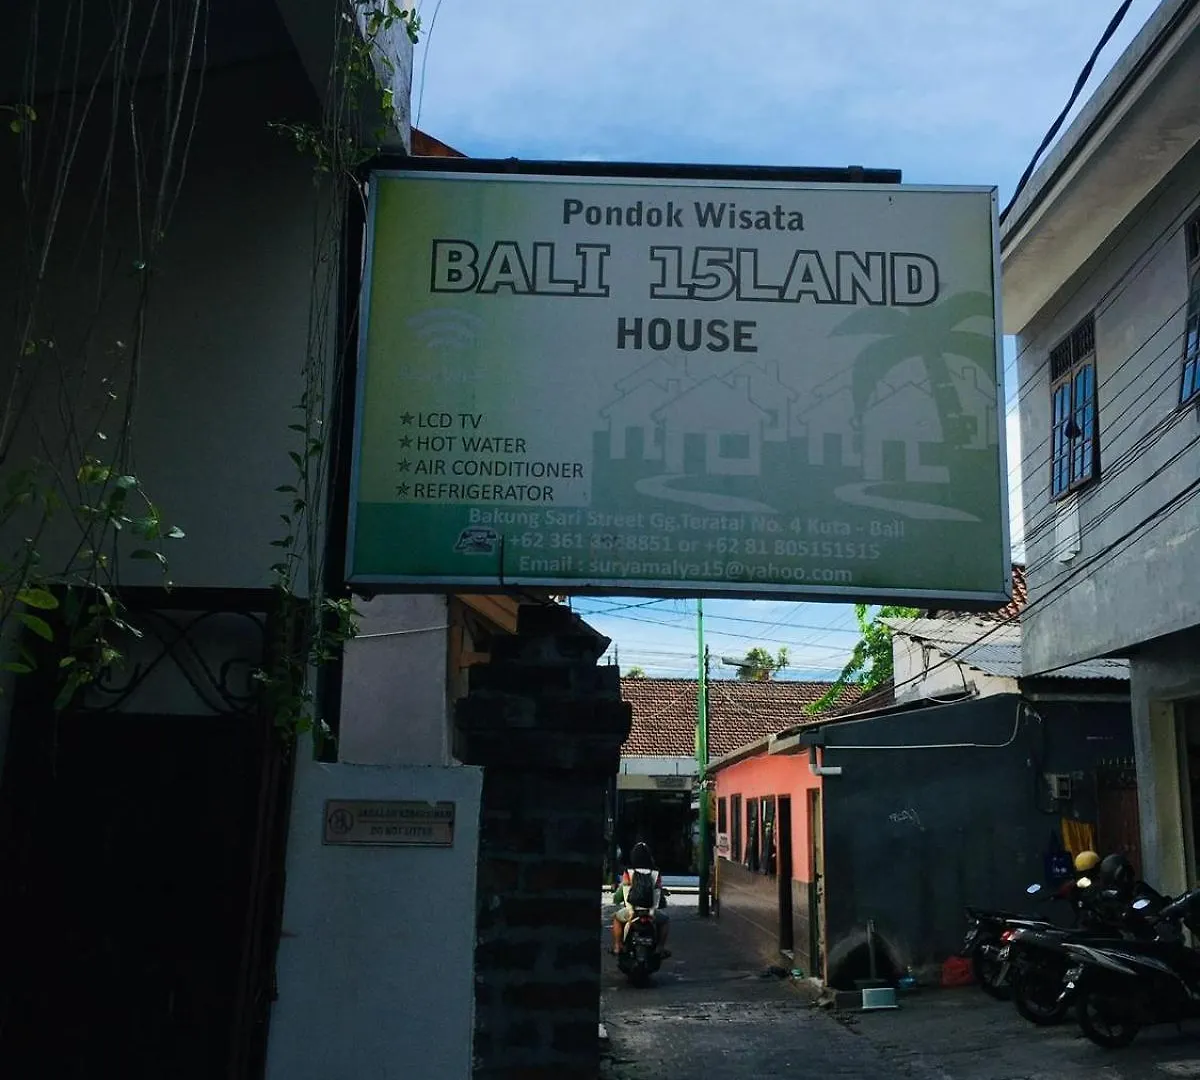 Pondok Wisata
BALI 15LAND
HOUSE
LCD TV
HOT WATER
AIR CONDITIONER
REFRIGERATOR
Bakung Sari Street Gg.Teratai No. 4 Kuta - Bali
+62 361 or +62 81 805151515
Email : suryamalya15@yahoo.com
DO NOT LITTER